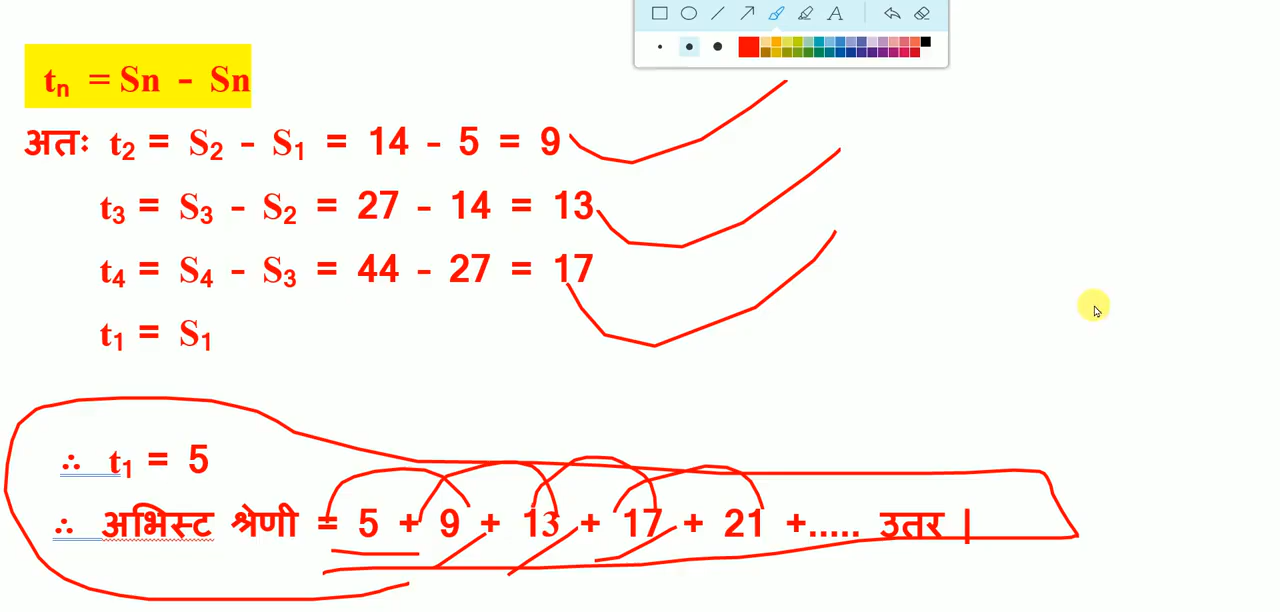 tₙ = Sn - Sn
अतः t₂ = S₂ - S₁ = 14 - 5 = 9
t₃ = S₃ - S₂ = 27 - 14 = 13
t₄ = S₄ - S₃ = 44 - 27 = 17
t₁ = S₁
∴ t₁ = 5
∴ अभिस्ट श्रेणी = 5 + 9 + 13 + 17 + 21 +..... उतर |